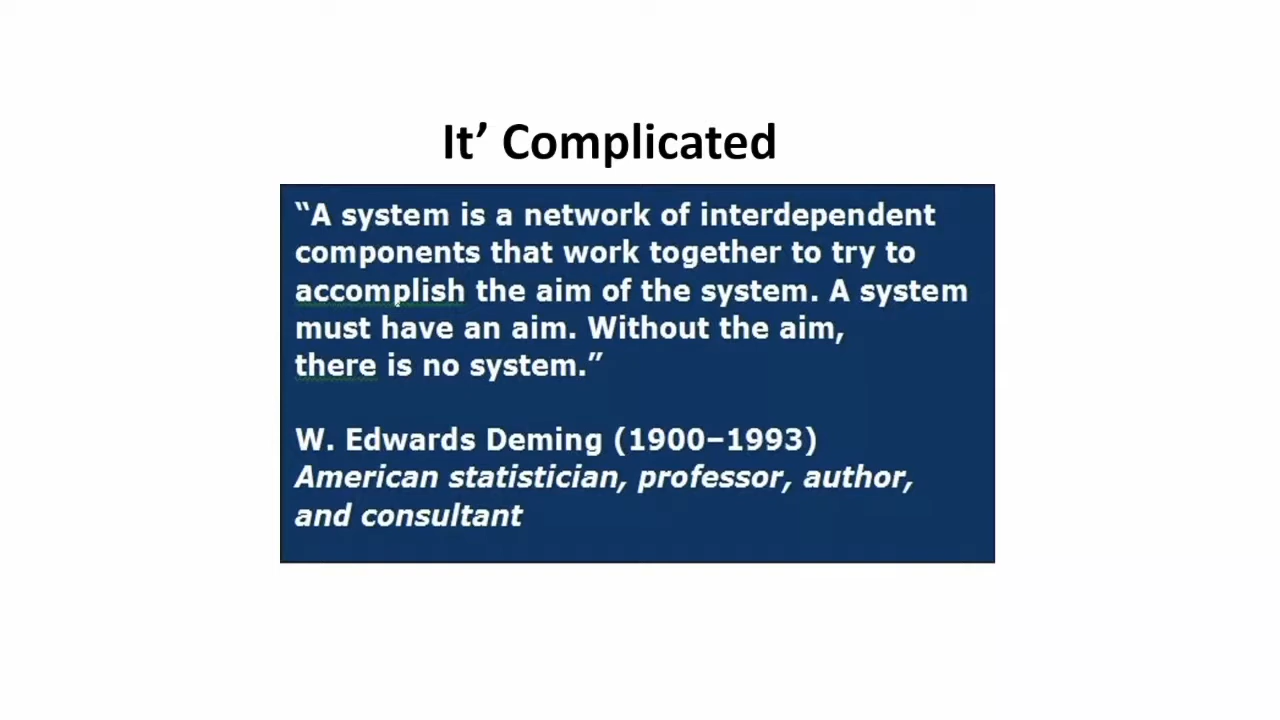 It’ Complicated
“A system is a network of interdependent
components that work together to try to
accomplish the aim of the system. A system
must have an aim. Without the aim,
there is no system.”
W. Edwards Deming (1900–1993)
American statistician, professor, author,
and consultant